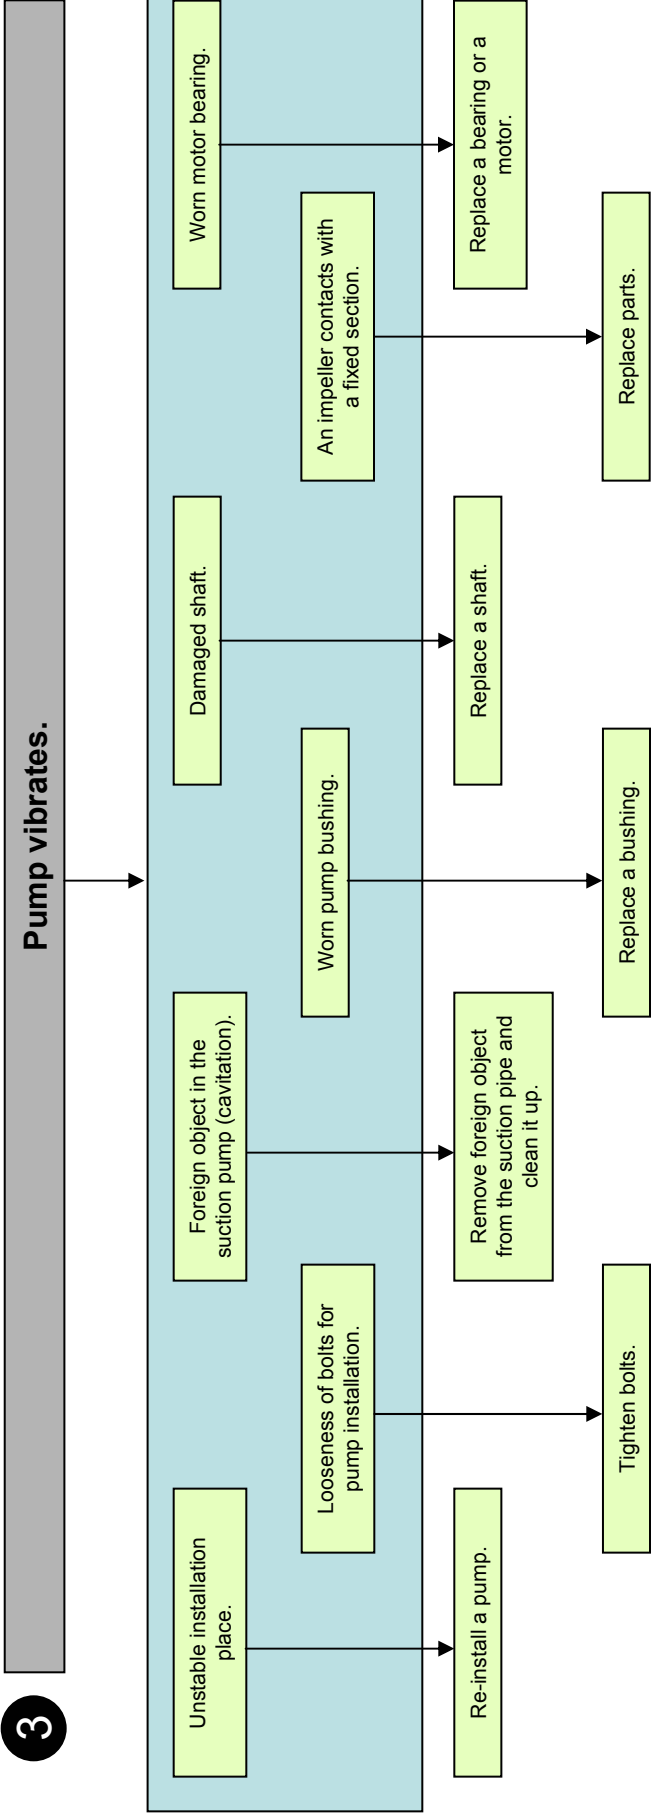 3
Pump vibrates.
Unstable installation
place.
Looseness of bolts for
pump installation.
Foreign object in the
suction pump (cavitation).
Worn pump bushing.
Damaged shaft.
An impeller contacts with
a fixed section.
Worn motor bearing.
Re-install a pump.
Tighten bolts.
Remove foreign object
from the suction pipe and
clean it up.
Replace a bushing.
Replace a shaft.
Replace parts.
Replace a bearing or a
motor.